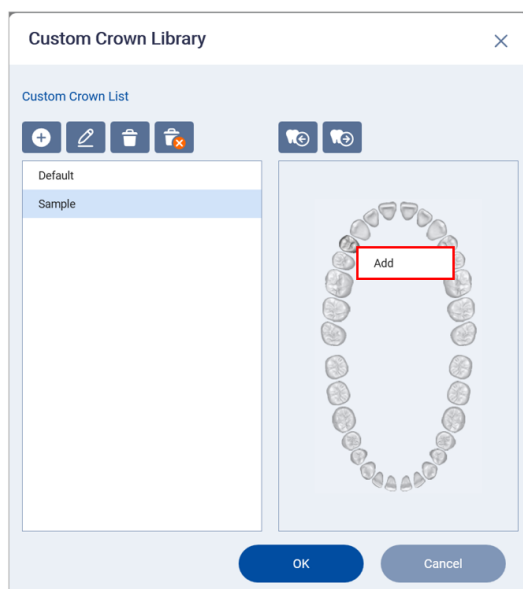 Custom Crown Library
Custom Crown List
Default
Sample
Add
OK
Cancel